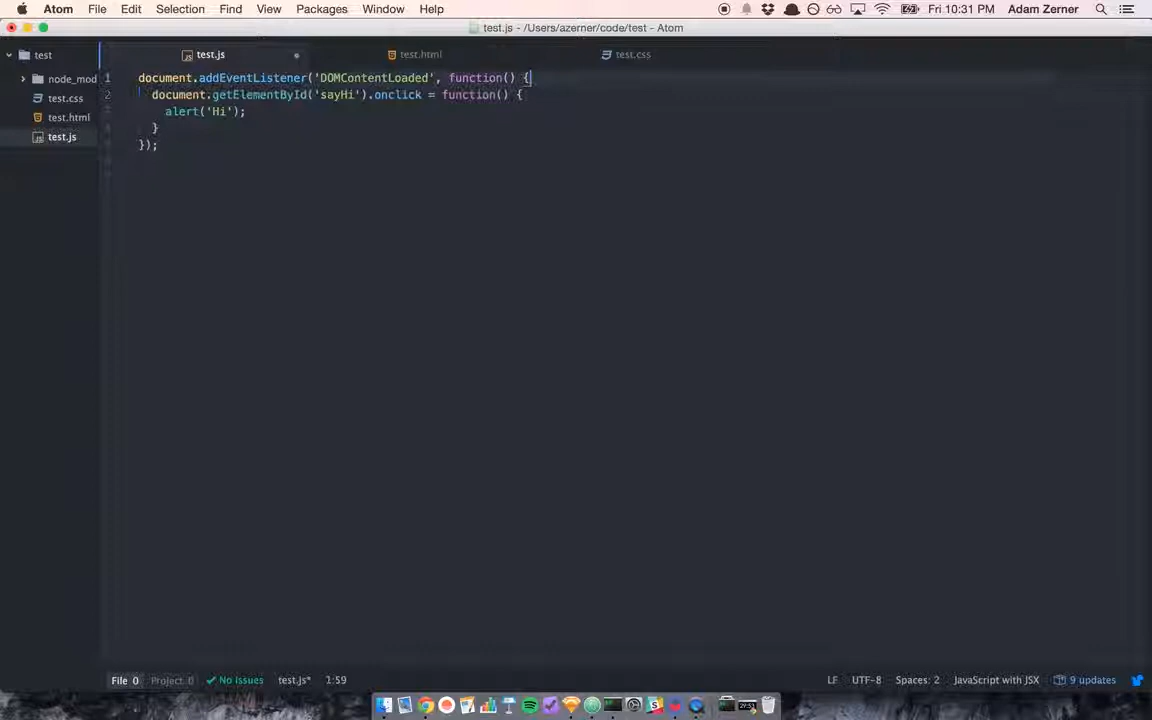 Atom File Edit Selection Find View Packages Window Help Fri 10:31 PM Adam Zerner
test.js - /Users/azerner/code/test - Atom
test
node_mod
test.css
test.html
test.js
test.js test.html test.css
1 document.addEventListener('DOMContentLoaded', function() {
2 document.getElementById('sayHi').onclick = function() {
alert('Hi');
}
});
File 0 Project 0 No Issues test.js* 1:59 LF UTF-8 Spaces: 2 JavaScript with JSX 9 updates